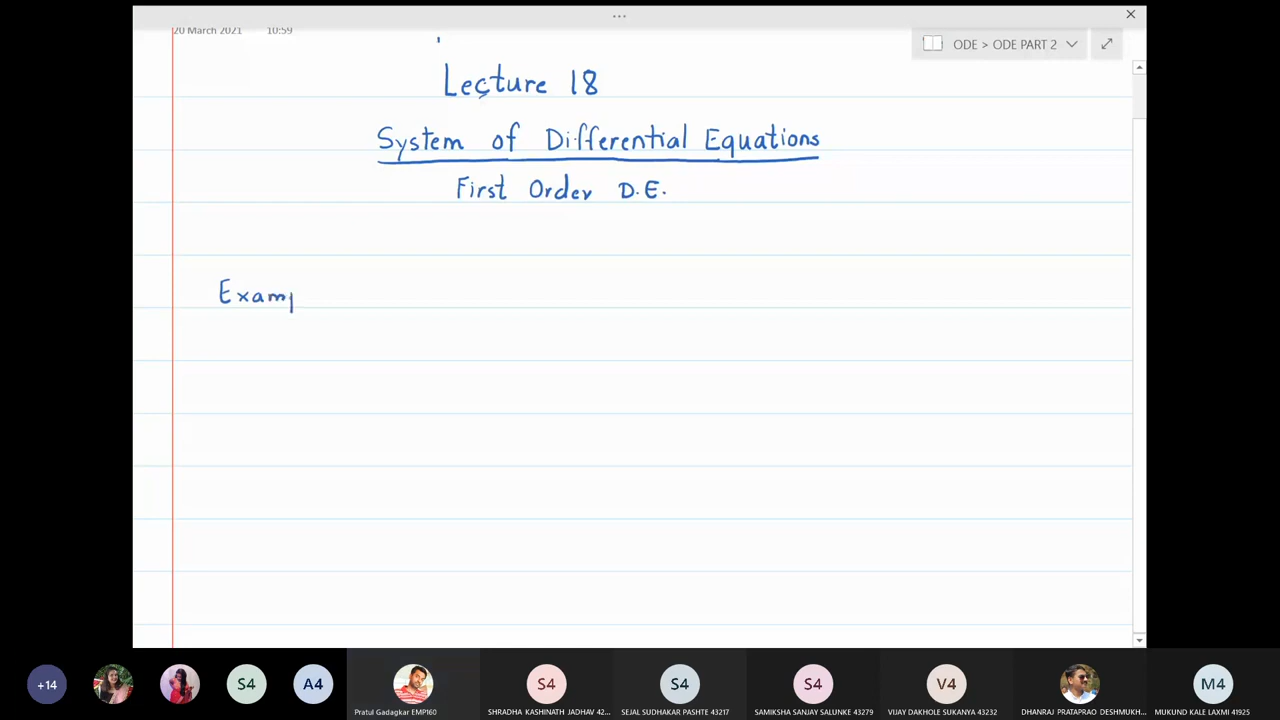 20 March 2021 10:59
ODE > ODE PART 2
Lecture 18
System of Differential Equations
First Order D.E.
Examp
+14
S4
A4
Pratul Gadagkar EMP160
S4
SHRADHA KASHINATH JADHAV 42...
S4
SEJAL SUDHAKAR PASHTE 43217
S4
SAMIKSHA SANJAY SALUNKE 43279
V4
VIJAY DAKHOLE SUKANYA 43232
DHANRAJ PRATAPRAO DESHMUKH...
M4
MUKUND KALE LAXMI 41925